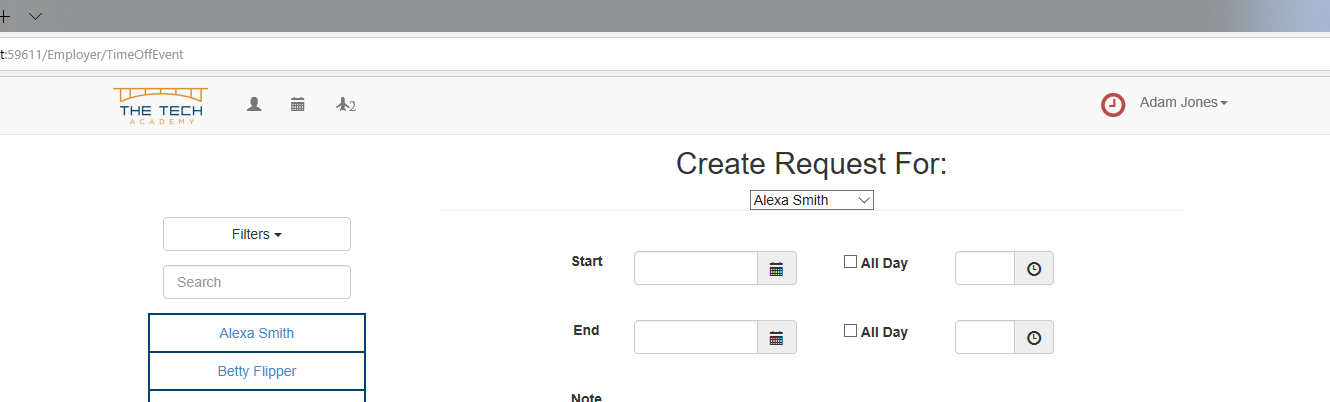 t:59611/Employer/TimeOffEvent
THE TECH
ACADEMY
2
Adam Jones
Create Request For:
Alexa Smith
Filters
Search
Start
All Day
End
All Day
Alexa Smith
Betty Flipper
Note